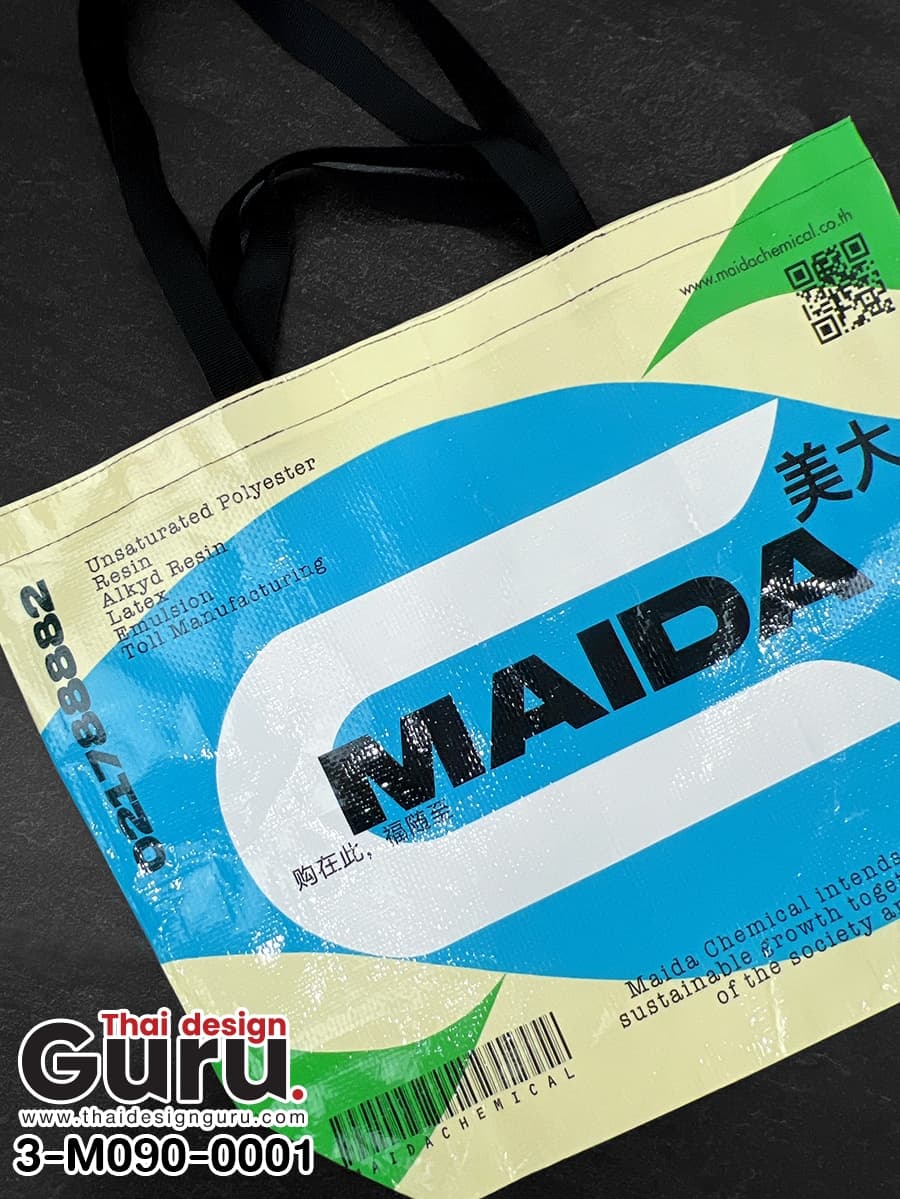 www.maidachemical.co.th
美大
Unsaturated Polyester
Resin
Alkyd Resin
Latex
Emulsion
Toll Manufacturing
021788882
MAIDA
购在此，福随至
Maida Chemical intends
sustainable growth toget
of the society an
MAIDACHEMICAL
Thai design
Guru.
www.thaidesignguru.com
3-M090-0001